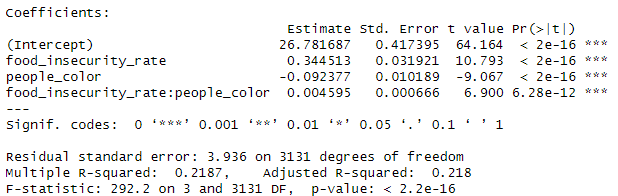 Coefficients:
Estimate Std. Error t value Pr(>|t|)
(Intercept) 26.781687 0.417395 64.164 < 2e-16 ***
food_insecurity_rate 0.344513 0.031921 10.793 < 2e-16 ***
people_color -0.092377 0.010189 -9.067 < 2e-16 ***
food_insecurity_rate:people_color 0.004595 0.000666 6.900 6.28e-12 ***
---
Signif. codes: 0 ‘***’ 0.001 ‘**’ 0.01 ‘*’ 0.05 ‘.’ 0.1 ‘ ’ 1
Residual standard error: 3.936 on 3131 degrees of freedom
Multiple R-squared: 0.2187, Adjusted R-squared: 0.218
F-statistic: 292.2 on 3 and 3131 DF, p-value: < 2.2e-16